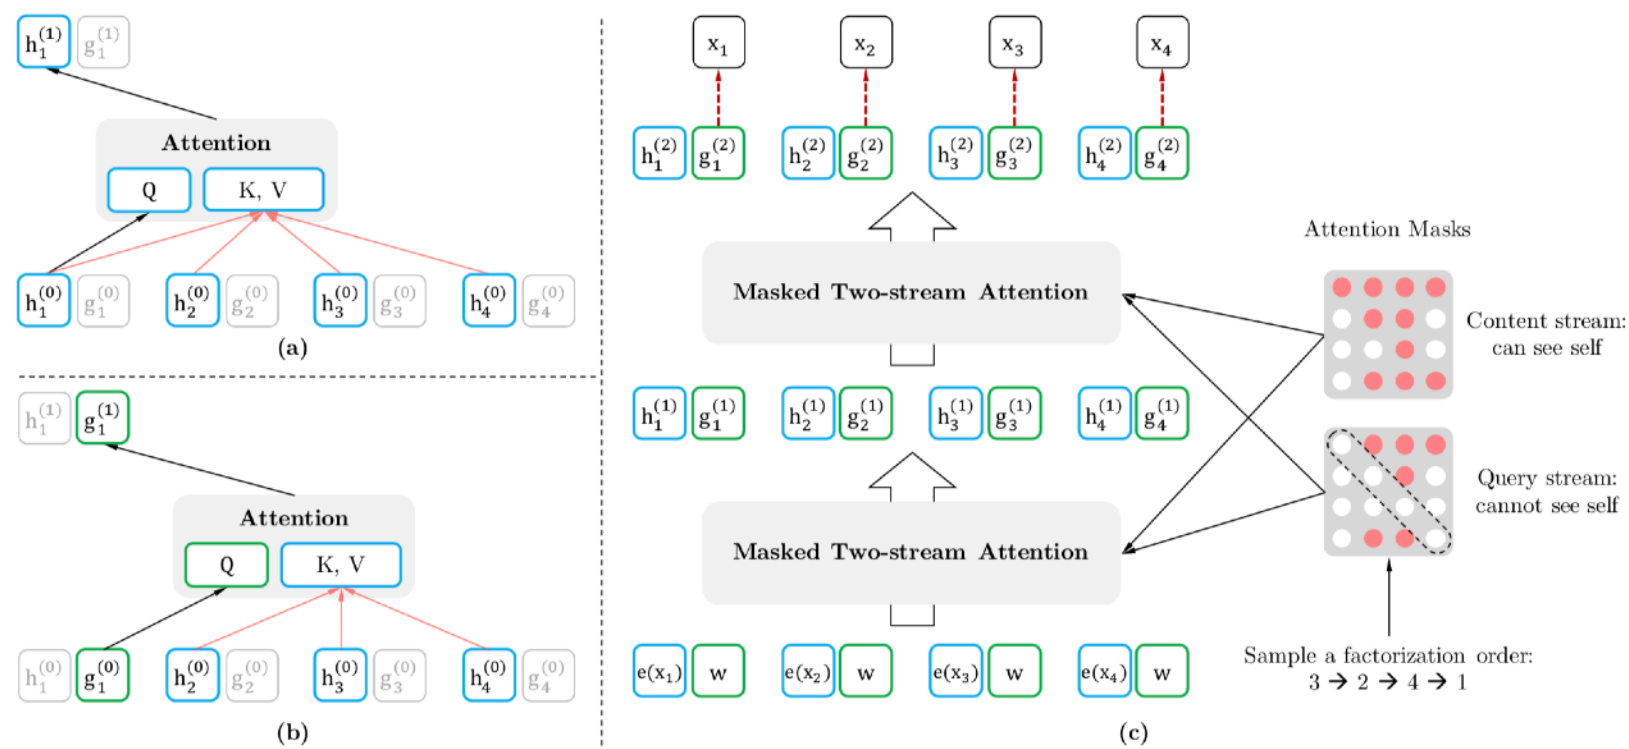 h₁⁽¹⁾ g₁⁽¹⁾
Attention
Q K, V
h₁⁽⁰⁾ g₁⁽⁰⁾ h₂⁽⁰⁾ g₂⁽⁰⁾ h₃⁽⁰⁾ g₃⁽⁰⁾ h₄⁽⁰⁾ g₄⁽⁰⁾
(a)
h₁⁽¹⁾ g₁⁽¹⁾
Attention
Q K, V
h₁⁽⁰⁾ g₁⁽⁰⁾ h₂⁽⁰⁾ g₂⁽⁰⁾ h₃⁽⁰⁾ g₃⁽⁰⁾ h₄⁽⁰⁾ g₄⁽⁰⁾
(b)
x₁ x₂ x₃ x₄
h₁⁽²⁾ g₁⁽²⁾ h₂⁽²⁾ g₂⁽²⁾ h₃⁽²⁾ g₃⁽²⁾ h₄⁽²⁾ g₄⁽²⁾
Masked Two-stream Attention
h₁⁽¹⁾ g₁⁽¹⁾ h₂⁽¹⁾ g₂⁽¹⁾ h₃⁽¹⁾ g₃⁽¹⁾ h₄⁽¹⁾ g₄⁽¹⁾
Masked Two-stream Attention
e(x₁) w e(x₂) w e(x₃) w e(x₄) w
(c)
Attention Masks
Content stream:
can see self
Query stream:
cannot see self
Sample a factorization order:
3 → 2 → 4 → 1